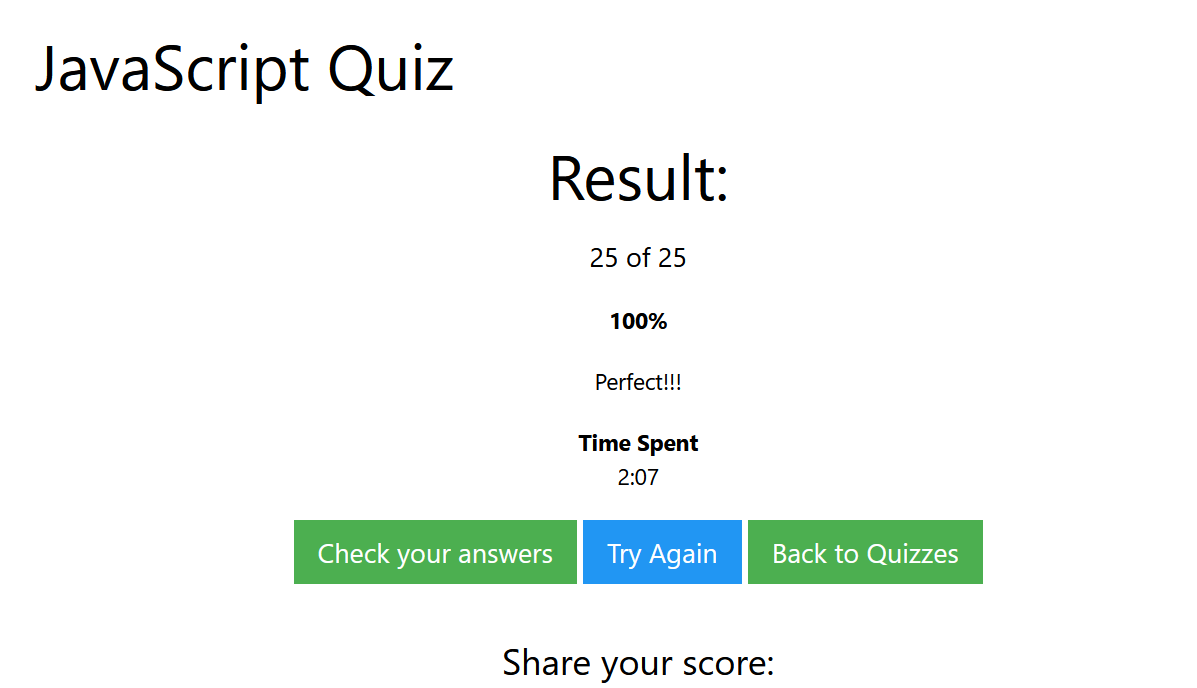 JavaScript Quiz
Result:
25 of 25
100%
Perfect!!!
Time Spent
2:07
Check your answers Try Again Back to Quizzes
Share your score: